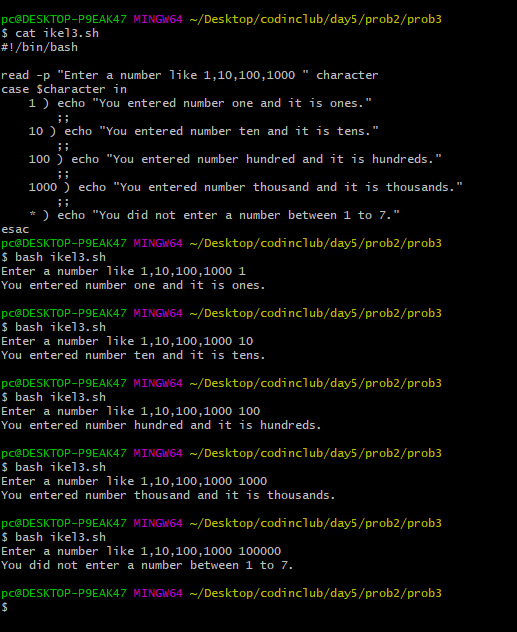 pc@DESKTOP-P9EAK47 MINGW64 ~/Desktop/codinclub/day5/prob2/prob3
$ cat ikel3.sh
#!/bin/bash
read -p "Enter a number like 1,10,100,1000 " character
case $character in
    1 ) echo "You entered number one and it is ones."
        ;;
    10 ) echo "You entered number ten and it is tens."
        ;;
    100 ) echo "You entered number hundred and it is hundreds."
        ;;
    1000 ) echo "You entered number thousand and it is thousands."
        ;;
    * ) echo "You did not enter a number between 1 to 7."
esac
pc@DESKTOP-P9EAK47 MINGW64 ~/Desktop/codinclub/day5/prob2/prob3
$ bash ikel3.sh
Enter a number like 1,10,100,1000 1
You entered number one and it is ones.
pc@DESKTOP-P9EAK47 MINGW64 ~/Desktop/codinclub/day5/prob2/prob3
$ bash ikel3.sh
Enter a number like 1,10,100,1000 10
You entered number ten and it is tens.
pc@DESKTOP-P9EAK47 MINGW64 ~/Desktop/codinclub/day5/prob2/prob3
$ bash ikel3.sh
Enter a number like 1,10,100,1000 100
You entered number hundred and it is hundreds.
pc@DESKTOP-P9EAK47 MINGW64 ~/Desktop/codinclub/day5/prob2/prob3
$ bash ikel3.sh
Enter a number like 1,10,100,1000 1000
You entered number thousand and it is thousands.
pc@DESKTOP-P9EAK47 MINGW64 ~/Desktop/codinclub/day5/prob2/prob3
$ bash ikel3.sh
Enter a number like 1,10,100,1000 100000
You did not enter a number between 1 to 7.
pc@DESKTOP-P9EAK47 MINGW64 ~/Desktop/codinclub/day5/prob2/prob3
$